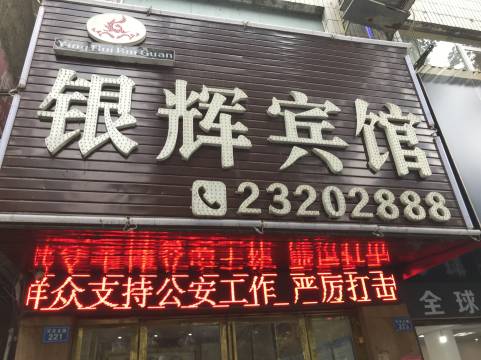 Ying Hui Bin Guan
银辉宾馆
23202888
群众支持公安工作 严厉打击
全球
221